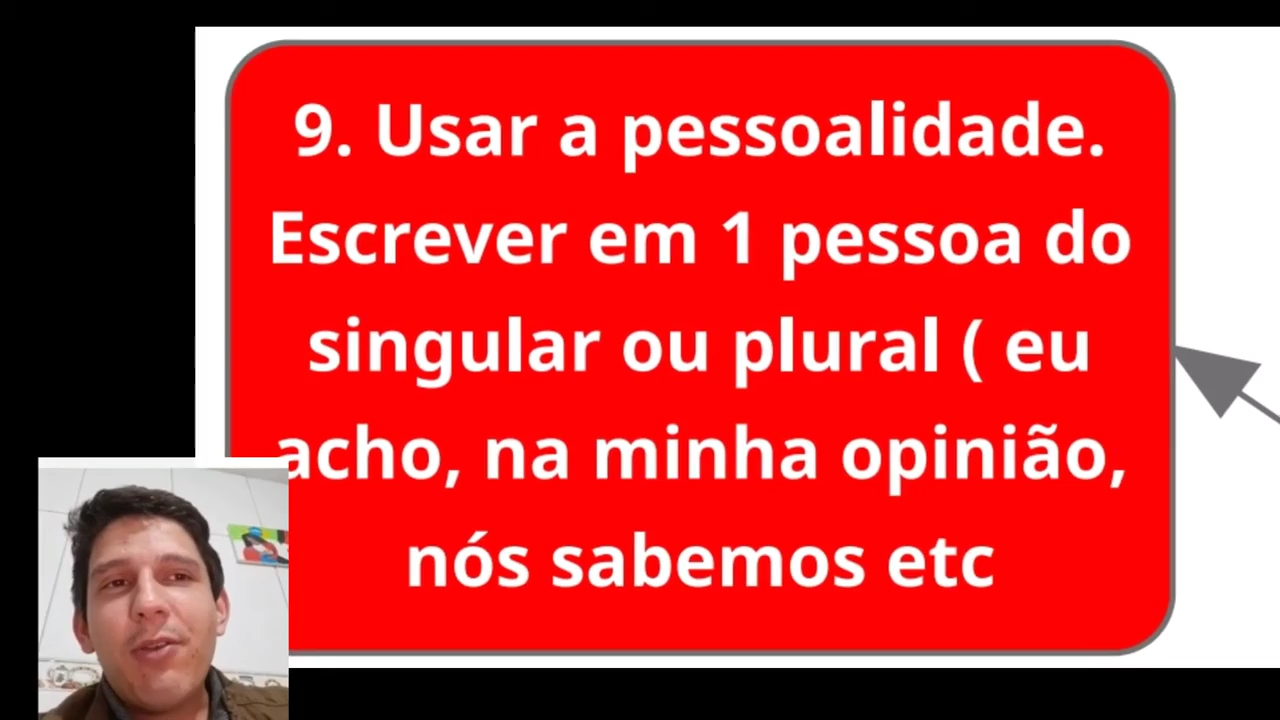 9. Usar a pessoalidade.
Escrever em 1 pessoa do
singular ou plural ( eu
acho, na minha opinião,
nós sabemos etc